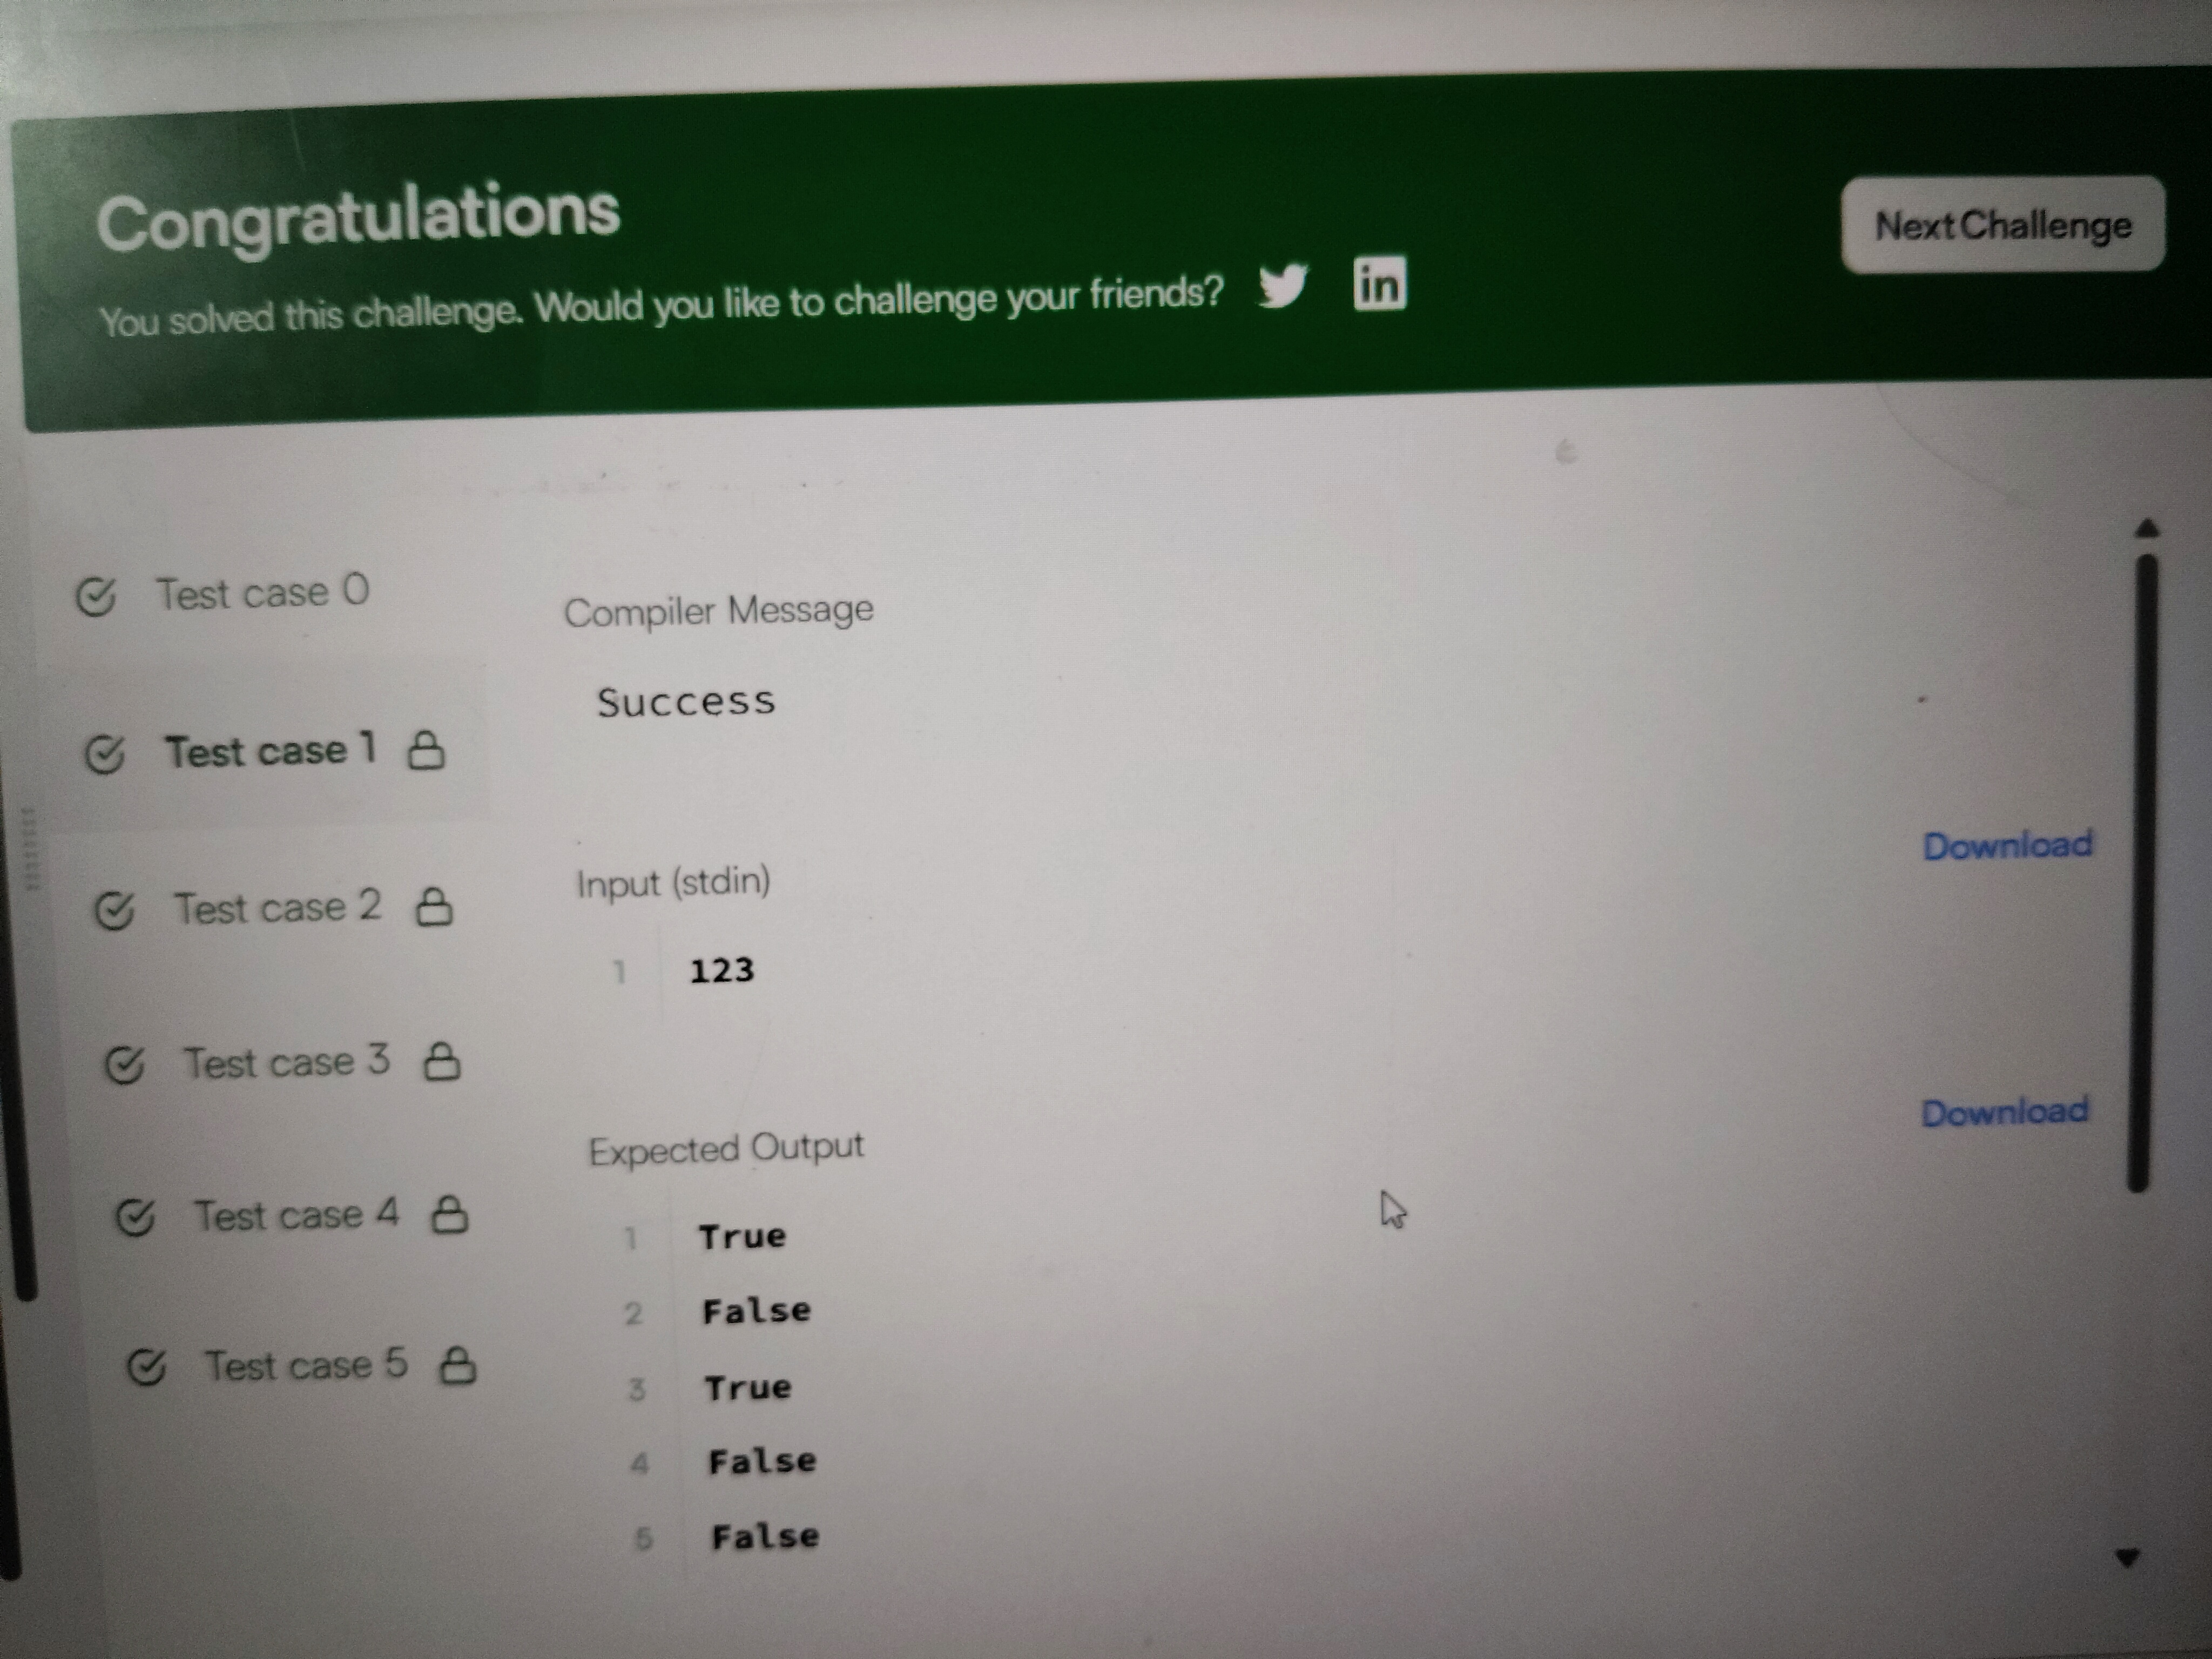 Congratulations
You solved this challenge. Would you like to challenge your friends?
in
Next Challenge
Test case 0
Test case 1
Test case 2
Test case 3
Test case 4
Test case 5
Compiler Message
Success
Input (stdin)
Download
1 123
Expected Output
Download
1 True
2 False
3 True
4 False
5 False